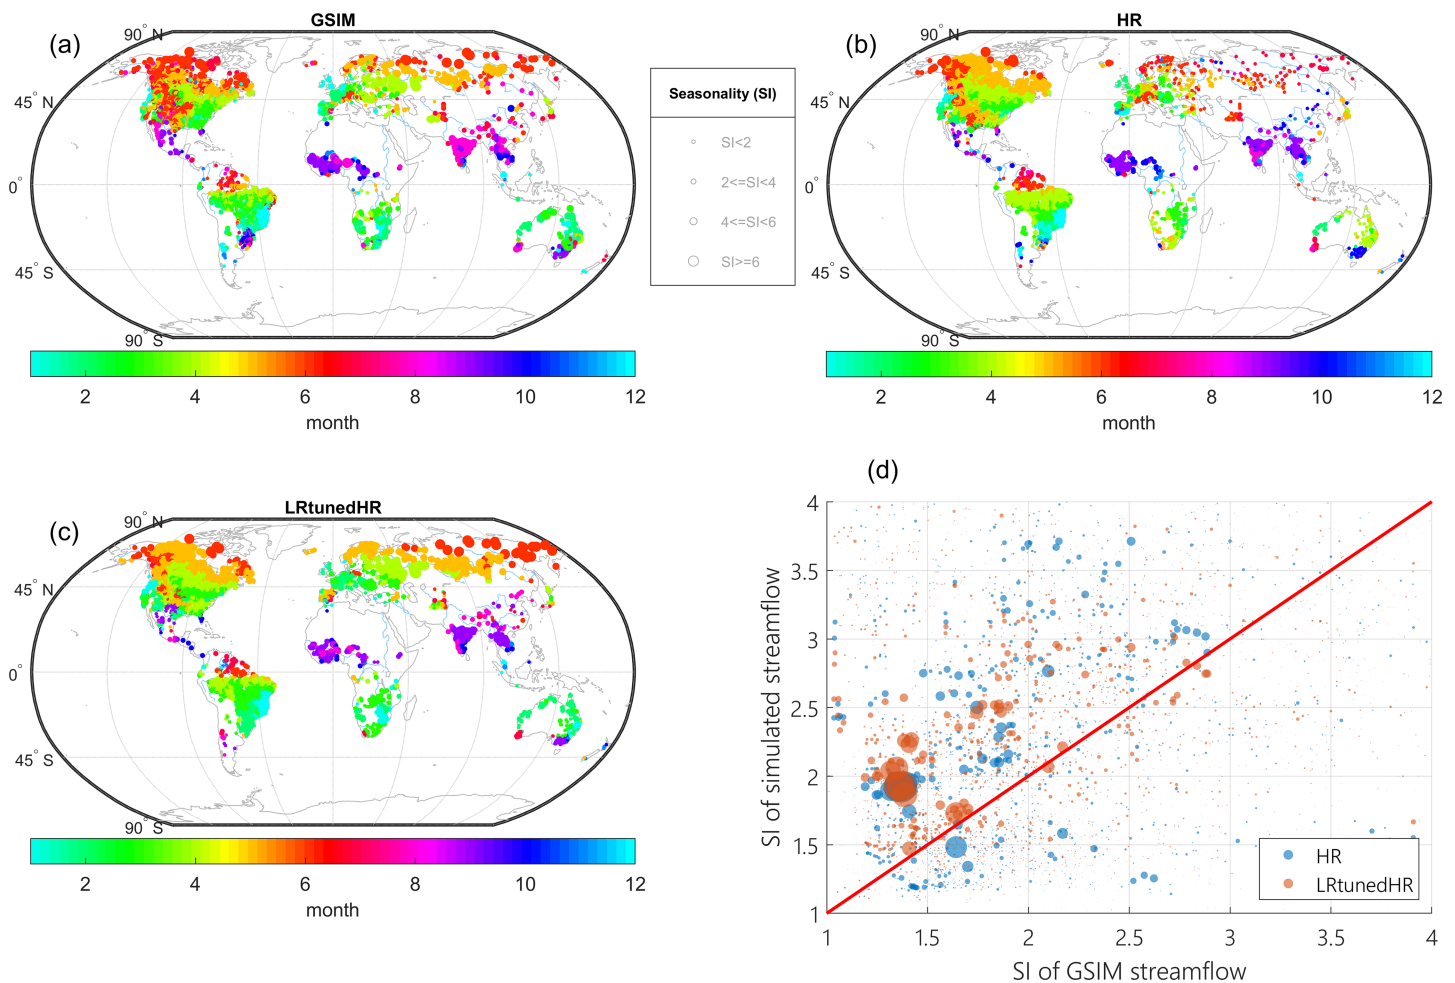 (a)
GSIM
90° N
45° N
0°
45° S
90° S
2 4 6 8 10 12
month
Seasonality (SI)
SI<2
2<=SI<4
4<=SI<6
SI>=6
(b)
HR
90° N
45° N
0°
45° S
90° S
2 4 6 8 10 12
month
(c)
LRtunedHR
90° N
45° N
0°
45° S
90° S
2 4 6 8 10 12
month
(d)
4
3.5
3
2.5
2
1.5
1
SI of simulated streamflow
HR
LRtunedHR
1 1.5 2 2.5 3 3.5 4
SI of GSIM streamflow